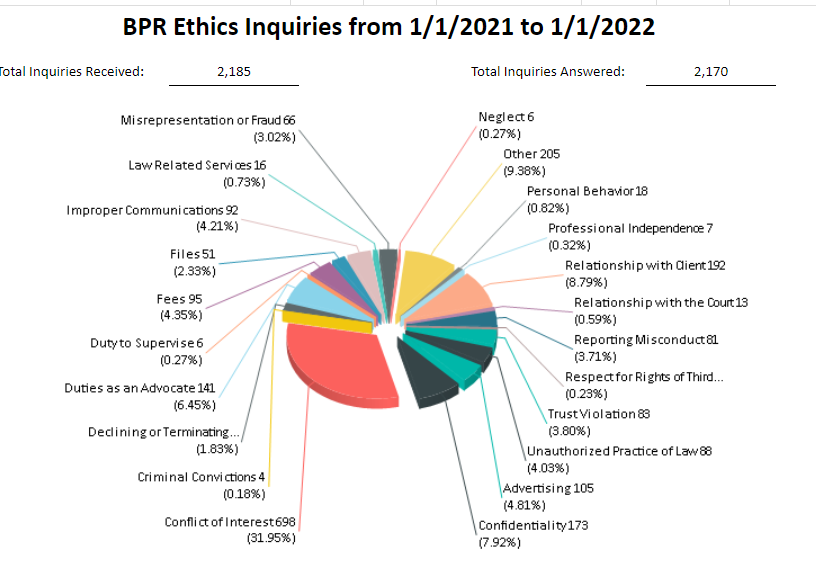 BPR Ethics Inquiries from 1/1/2021 to 1/1/2022
Total Inquiries Received: 2,185
Total Inquiries Answered: 2,170
Misrepresentation or Fraud 66
(3.02%)
Law Related Services 16
(0.73%)
Improper Communications 92
(4.21%)
Files 51
(2.33%)
Fees 95
(4.35%)
Duty to Supervise 6
(0.27%)
Duties as an Advocate 141
(6.45%)
Declining or Terminating...
(1.83%)
Criminal Convictions 4
(0.18%)
Conflict of Interest 698
(31.95%)
Neglect 6
(0.27%)
Other 205
(9.38%)
Personal Behavior 18
(0.82%)
Professional Independence 7
(0.32%)
Relationship with Client 192
(8.79%)
Relationship with the Court 13
(0.59%)
Reporting Misconduct 81
(3.71%)
Respect for Rights of Third...
(0.23%)
Trust Violation 83
(3.80%)
Unauthorized Practice of Law 88
(4.03%)
Advertising 105
(4.81%)
Confidentiality 173
(7.92%)